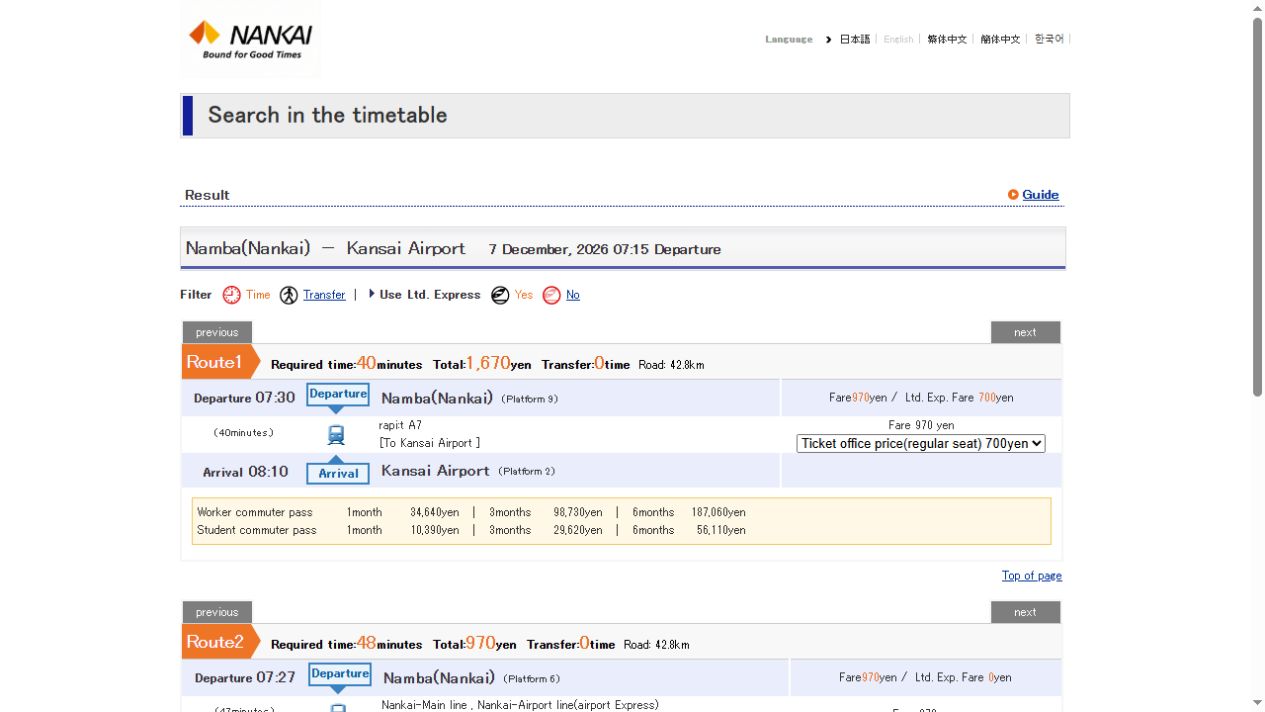 NANKAI
Bound for Good Times
Language 日本語 | English | 繁体中文 | 簡体中文 | 한국어 |
Search in the timetable
Result
Guide
Namba(Nankai) － Kansai Airport 7 December, 2026 07:15 Departure
Filter Time Transfer | Use Ltd. Express Yes No
previous next
Route1 Required time:40minutes Total:1,670yen Transfer:0time Road: 42.8km
Departure 07:30 Departure Namba(Nankai) (Platform 9) Fare970yen / Ltd. Exp. Fare 700yen
(40minutes.) rapi:t A7 Fare 970 yen
[To Kansai Airport ] Ticket office price(regular seat) 700yen
Arrival 08:10 Arrival Kansai Airport (Platform 2)
Worker commuter pass 1month 34,640yen | 3months 98,730yen | 6months 187,060yen
Student commuter pass 1month 10,390yen | 3months 29,620yen | 6months 56,110yen
Top of page
previous next
Route2 Required time:48minutes Total:970yen Transfer:0time Road: 42.8km
Departure 07:27 Departure Namba(Nankai) (Platform 6) Fare970yen / Ltd. Exp. Fare 0yen
(47minutes.) Nankai-Main line , Nankai-Airport line(airport Express)